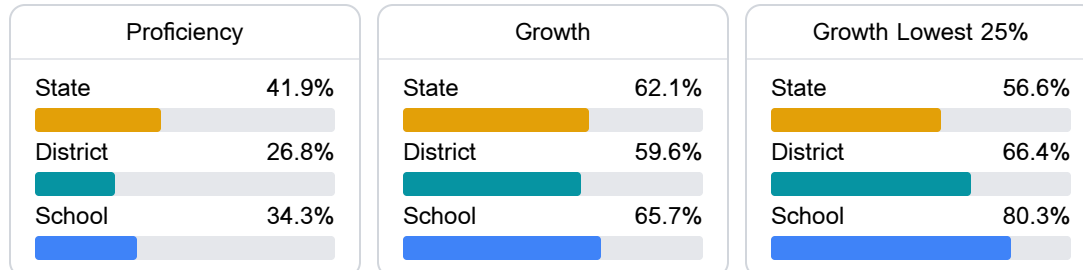 Proficiency
State 41.9%
District 26.8%
School 34.3%
Growth
State 62.1%
District 59.6%
School 65.7%
Growth Lowest 25%
State 56.6%
District 66.4%
School 80.3%